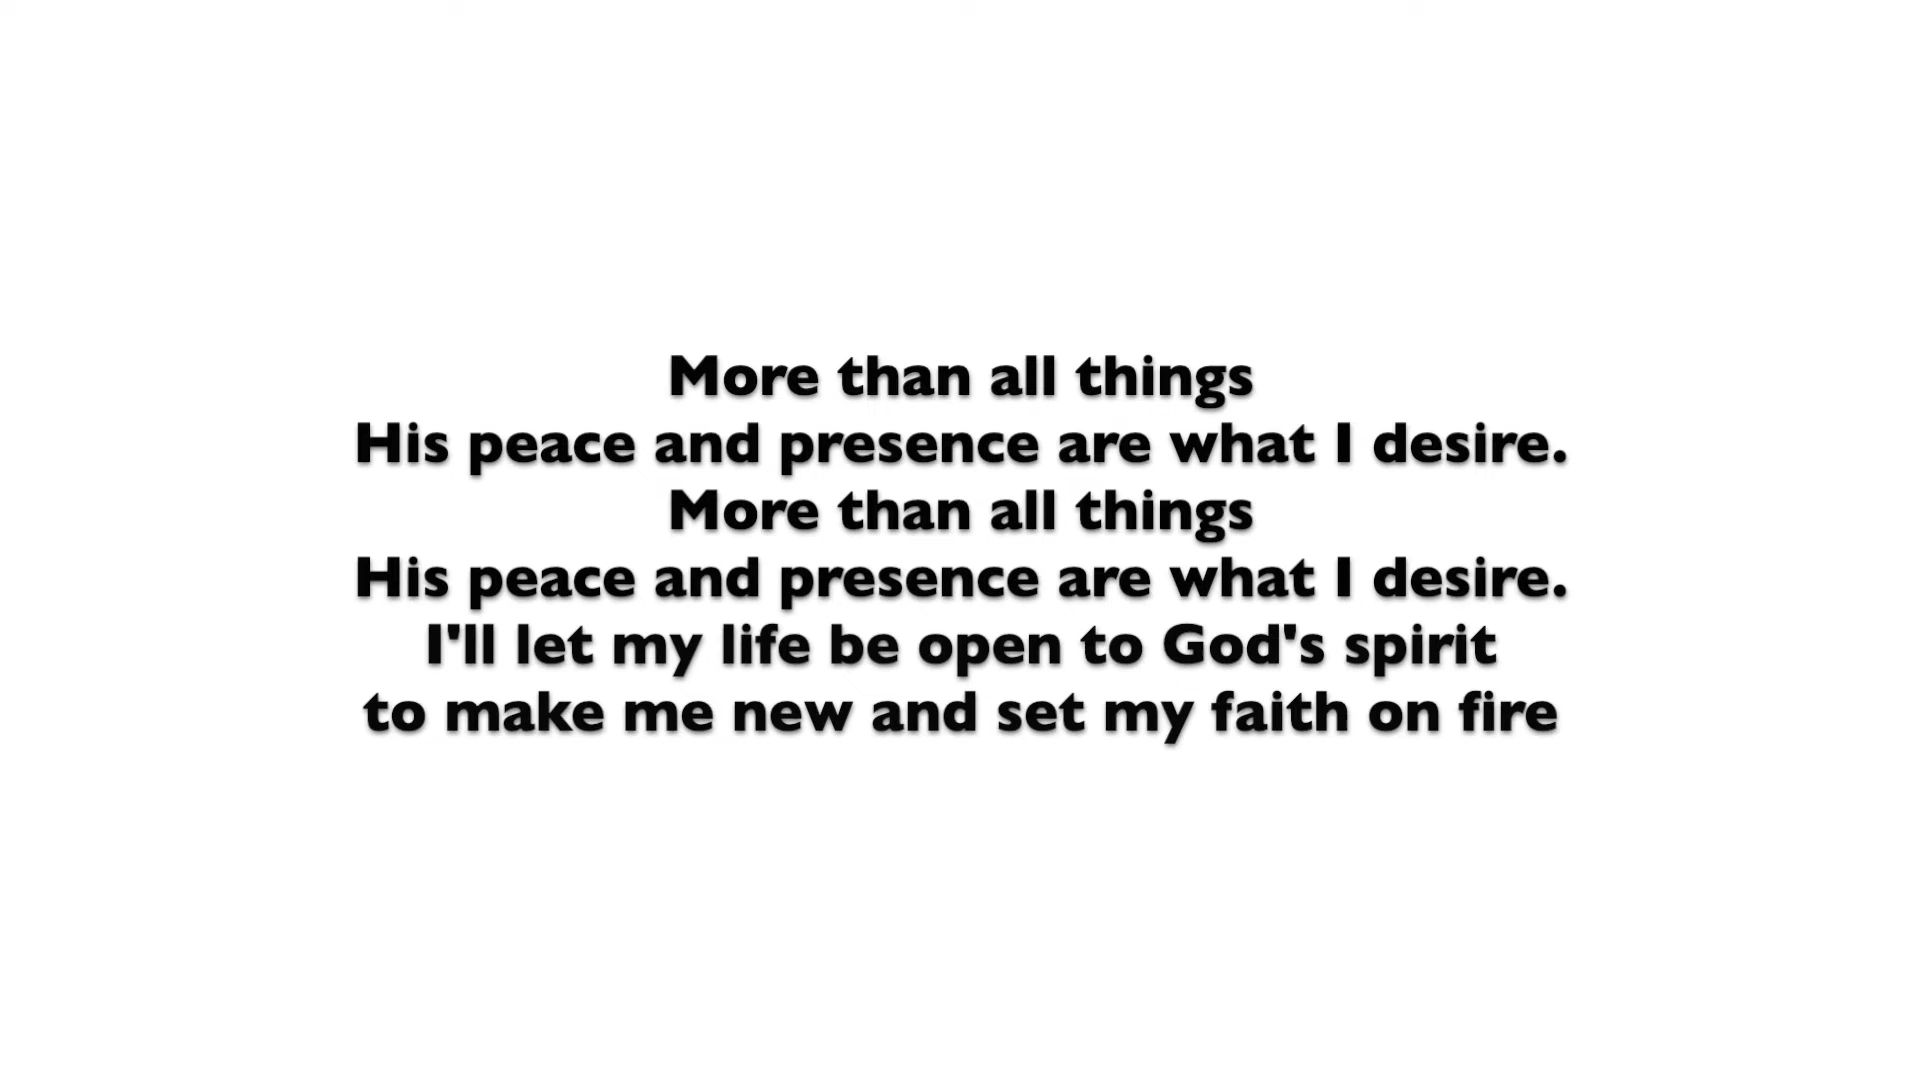 More than all things
His peace and presence are what I desire.
More than all things
His peace and presence are what I desire.
I'll let my life be open to God's spirit
to make me new and set my faith on fire